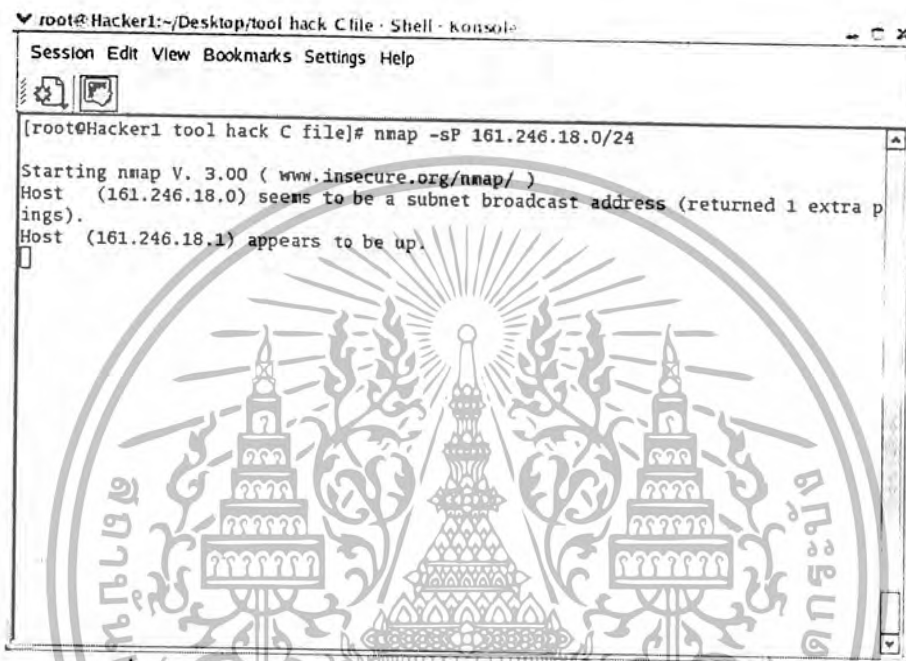 root@Hacker1:~/Desktop/tool hack C file - Shell - Konsole
Session Edit View Bookmarks Settings Help
[root@Hacker1 tool hack C file]# nmap -sP 161.246.18.0/24
Starting nmap V. 3.00 ( www.insecure.org/nmap/ )
Host (161.246.18.0) seems to be a subnet broadcast address (returned 1 extra p
ings).
Host (161.246.18.1) appears to be up.